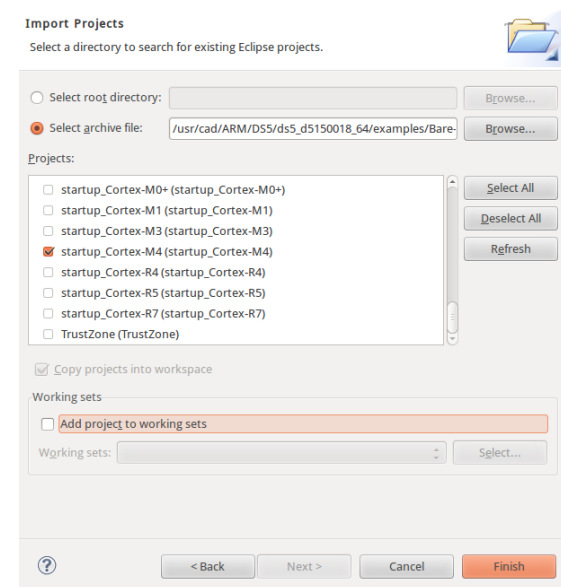 Import Projects
Select a directory to search for existing Eclipse projects.
Select root directory:
Browse...
Select archive file:
/usr/cad/ARM/DS5/ds5_d5150018_64/examples/Bare-
Browse...
Projects:
startup_Cortex-M0+ (startup_Cortex-M0+)
startup_Cortex-M1 (startup_Cortex-M1)
startup_Cortex-M3 (startup_Cortex-M3)
startup_Cortex-M4 (startup_Cortex-M4)
startup_Cortex-R4 (startup_Cortex-R4)
startup_Cortex-R5 (startup_Cortex-R5)
startup_Cortex-R7 (startup_Cortex-R7)
TrustZone (TrustZone)
Select All
Deselect All
Refresh
Copy projects into workspace
Working sets
Add project to working sets
Working sets:
Select...
?
< Back
Next >
Cancel
Finish